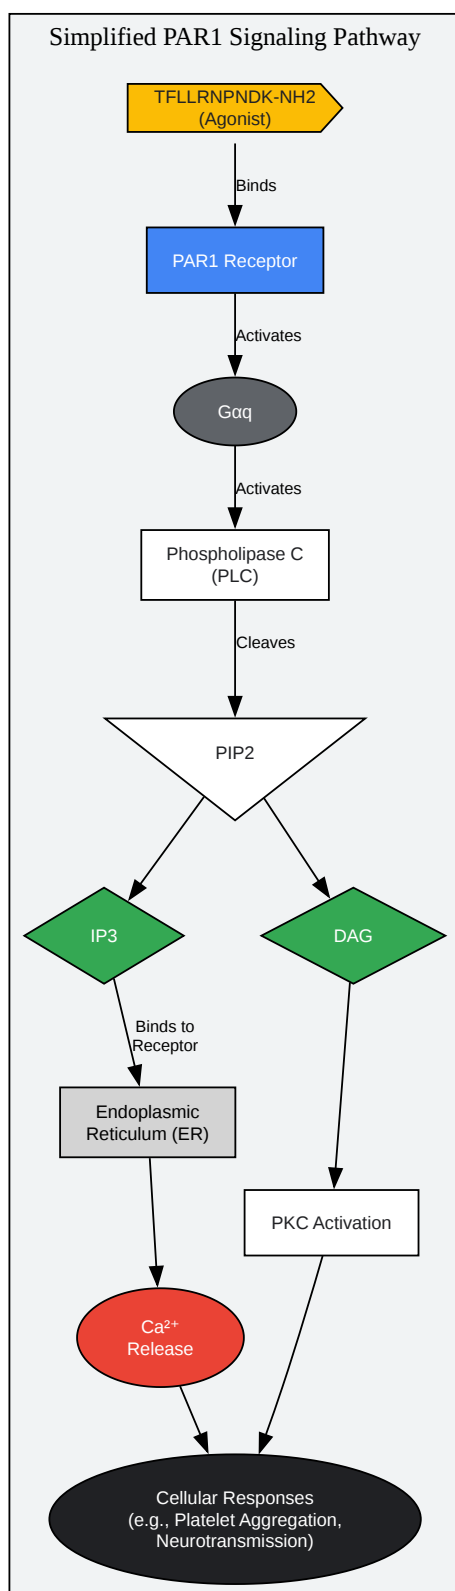 Simplified PAR1 Signaling Pathway
TFLLRNPNDK-NH2
(Agonist)
Binds
PAR1 Receptor
Activates
Gαq
Activates
Phospholipase C
(PLC)
Cleaves
PIP2
IP3
DAG
Binds to
Receptor
Endoplasmic
Reticulum (ER)
PKC Activation
Ca²⁺
Release
Cellular Responses
(e.g., Platelet Aggregation,
Neurotransmission)